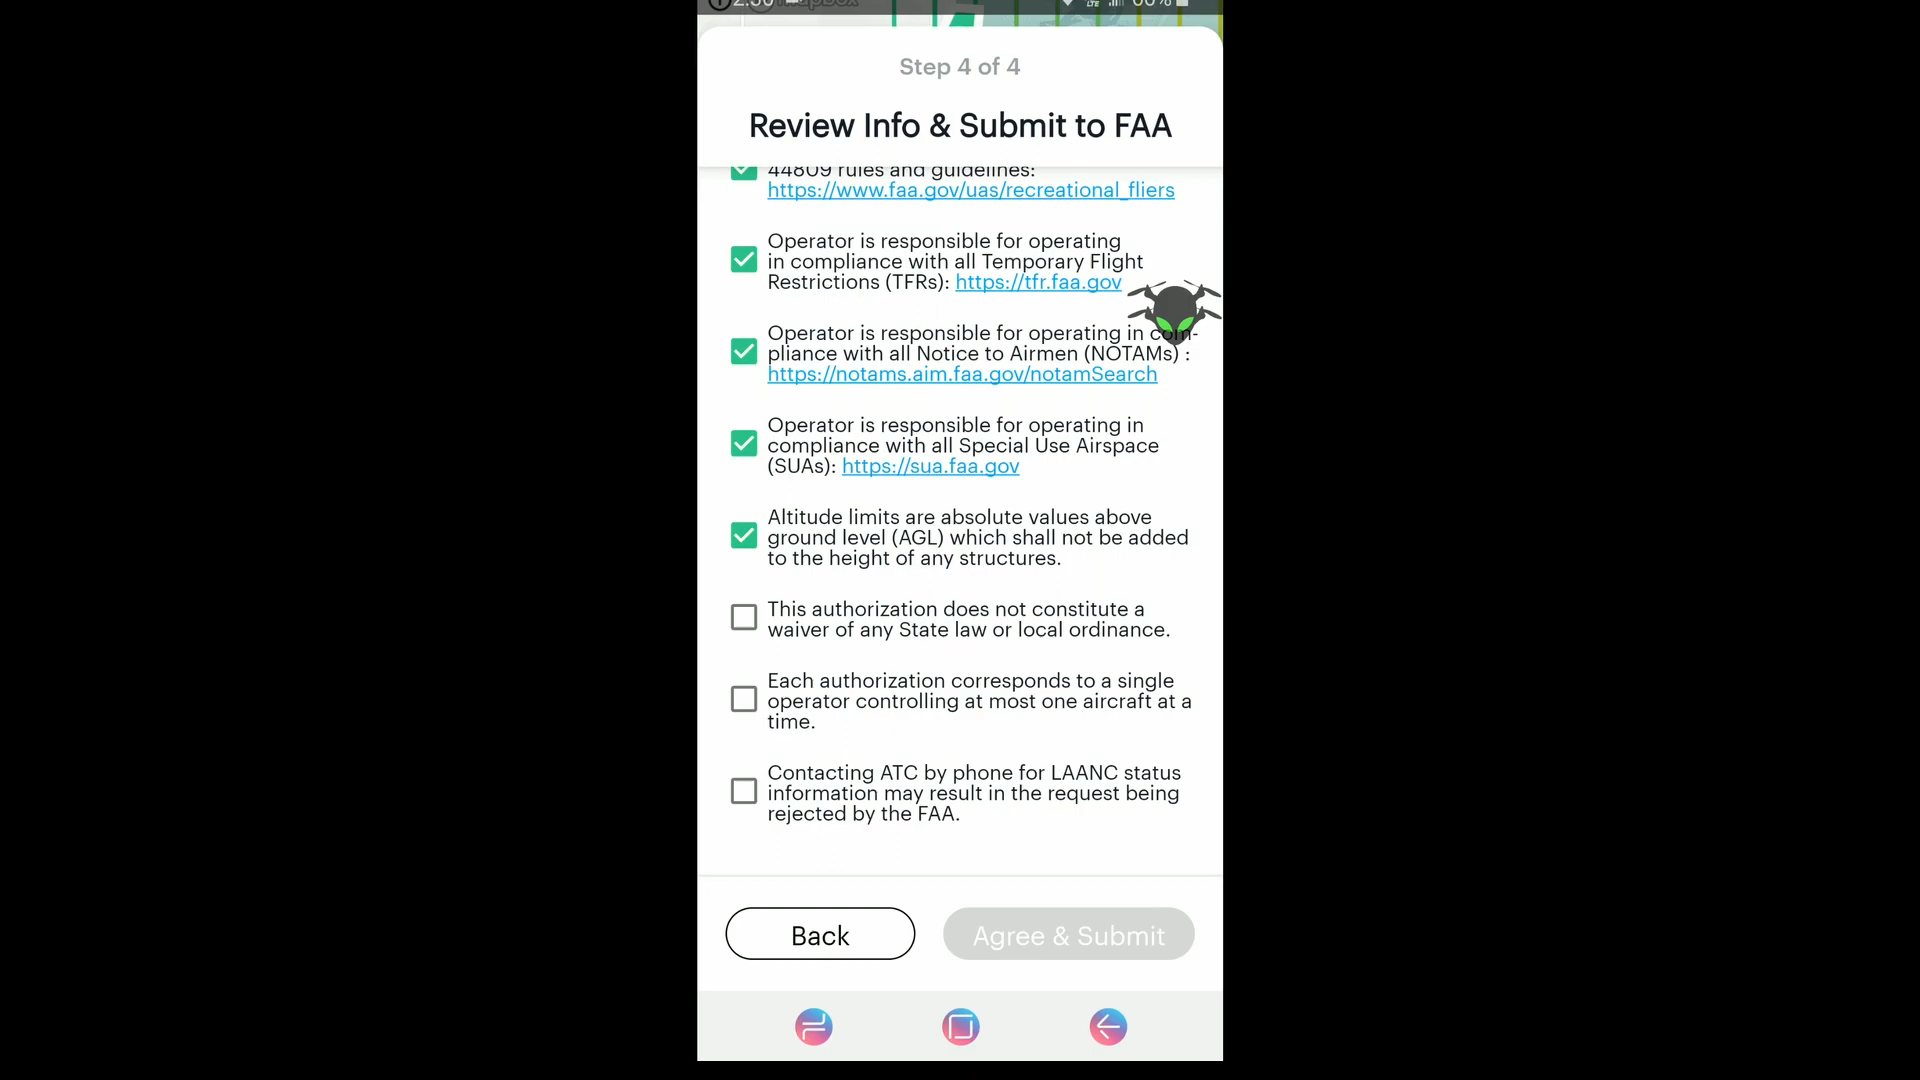 Step 4 of 4
Review Info & Submit to FAA
44809 rules and guidelines:
https://www.faa.gov/uas/recreational_fliers
Operator is responsible for operating
in compliance with all Temporary Flight
Restrictions (TFRs): https://tfr.faa.gov
Operator is responsible for operating in com-
pliance with all Notice to Airmen (NOTAMs) :
https://notams.aim.faa.gov/notamSearch
Operator is responsible for operating in
compliance with all Special Use Airspace
(SUAs): https://sua.faa.gov
Altitude limits are absolute values above
ground level (AGL) which shall not be added
to the height of any structures.
This authorization does not constitute a
waiver of any State law or local ordinance.
Each authorization corresponds to a single
operator controlling at most one aircraft at a
time.
Contacting ATC by phone for LAANC status
information may result in the request being
rejected by the FAA.
Back
Agree & Submit